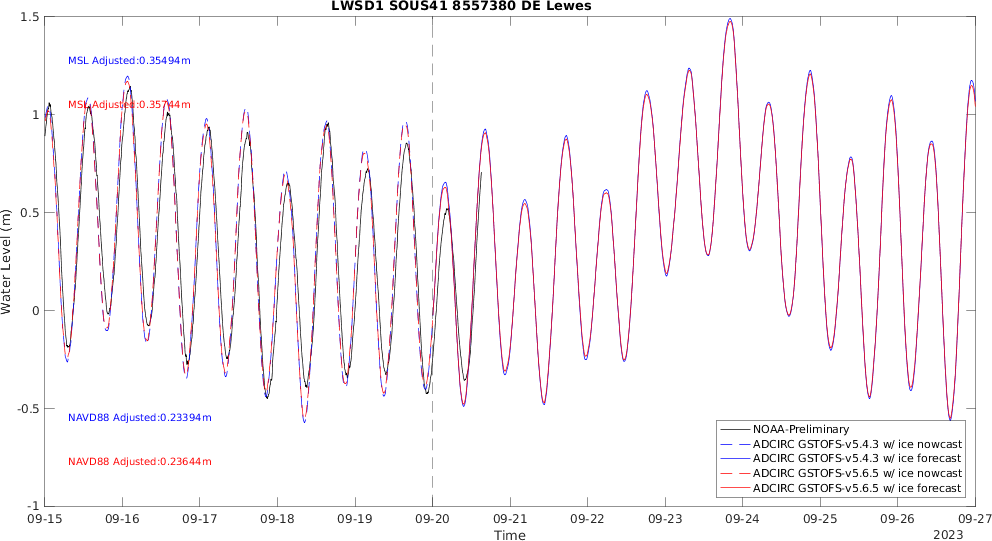 LWSD1 SOUS41 8557380 DE Lewes
1.5
1
0.5
0
-0.5
-1
Water Level (m)
MSL Adjusted:0.35494m
MSL Adjusted:0.35744m
NAVD88 Adjusted:0.23394m
NAVD88 Adjusted:0.23644m
NOAA-Preliminary
ADCIRC GSTOFS-v5.4.3 w/ ice nowcast
ADCIRC GSTOFS-v5.4.3 w/ ice forecast
ADCIRC GSTOFS-v5.6.5 w/ ice nowcast
ADCIRC GSTOFS-v5.6.5 w/ ice forecast
09-15 09-16 09-17 09-18 09-19 09-20 09-21 09-22 09-23 09-24 09-25 09-26 09-27
Time
2023